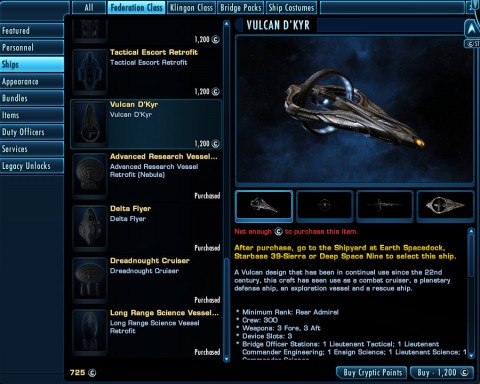 All Federation Class Klingon Class Bridge Packs Ship Costumes
Featured
Personnel
Ships
Appearance
Bundles
Items
Duty Officers
Services
Legacy Unlocks
1,200
Tactical Escort Retrofit
Tactical Escort Retrofit
1,200
Vulcan D'Kyr
Vulcan D'Kyr
1,200
Advanced Research Vessel...
Advanced Research Vessel
Retrofit (Nebula)
Purchased
Delta Flyer
Delta Flyer
Purchased
Dreadnought Cruiser
Dreadnought Cruiser
Purchased
Long Range Science Vessel...
Long Range Science Vessel
Retrofit
Purchased
VULCAN D'KYR
Not enough C to purchase this item.
After purchase, go to the Shipyard at Earth Spacedock,
Starbase 39-Sierra or Deep Space Nine to select this ship.
A Vulcan design that has been in continual use since the 22nd
century, this craft has seen use as a combat cruiser, a planetary
defense ship, an exploration vessel and a rescue ship.
* Minimum Rank: Rear Admiral
* Crew: 300
* Weapons: 3 Fore, 3 Aft
* Device Slots: 3
* Bridge Officer Stations: 1 Lieutenant Tactical; 1 Lieutenant
Commander Engineering; 1 Ensign Science; 1 Lieutenant Science; 1
Commander Science
725 C
Buy Cryptic Points
Buy - 1,200 C